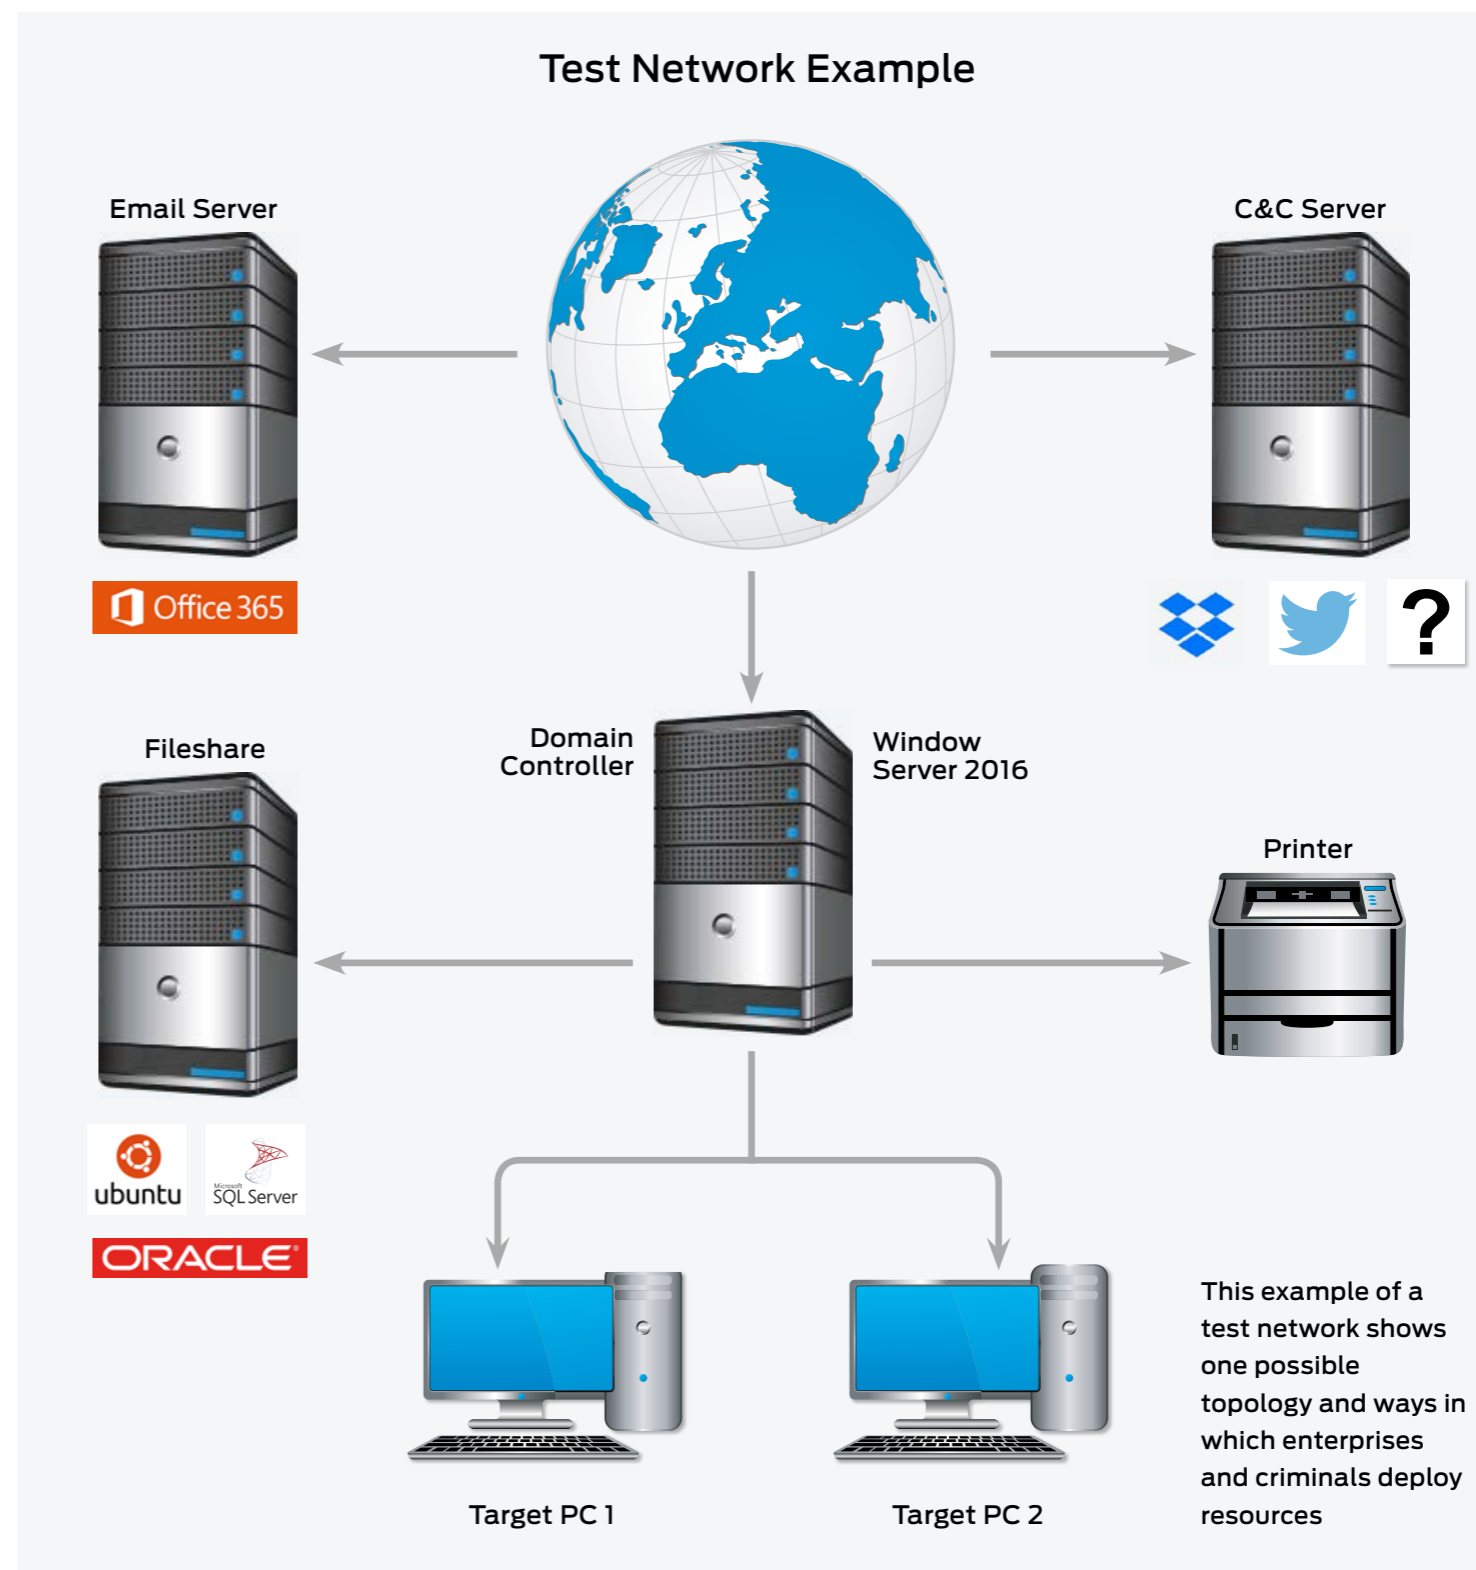 Test Network Example
Email Server
C&C Server
Office 365
?
Fileshare
Domain
Controller
Window
Server 2016
Printer
ubuntu
Microsoft
SQL Server
ORACLE®
Target PC 1
Target PC 2
This example of a
test network shows
one possible
topology and ways in
which enterprises
and criminals deploy
resources